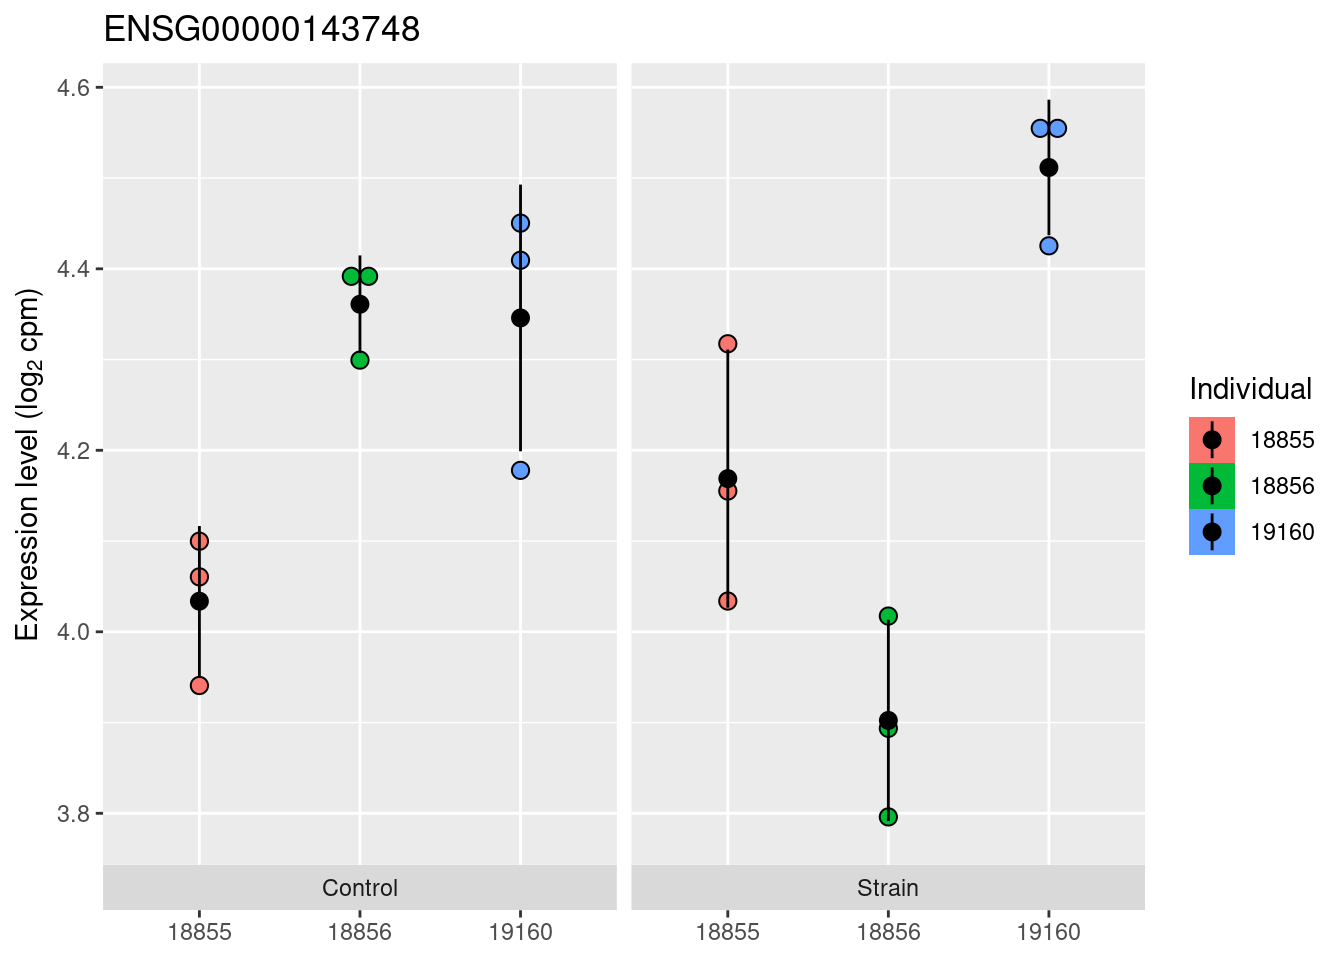 ENSG00000143748
Expression level (log₂ cpm)
4.6
4.4
4.2
4.0
3.8
Control
Strain
18855
18856
19160
18855
18856
19160
Individual
18855
18856
19160